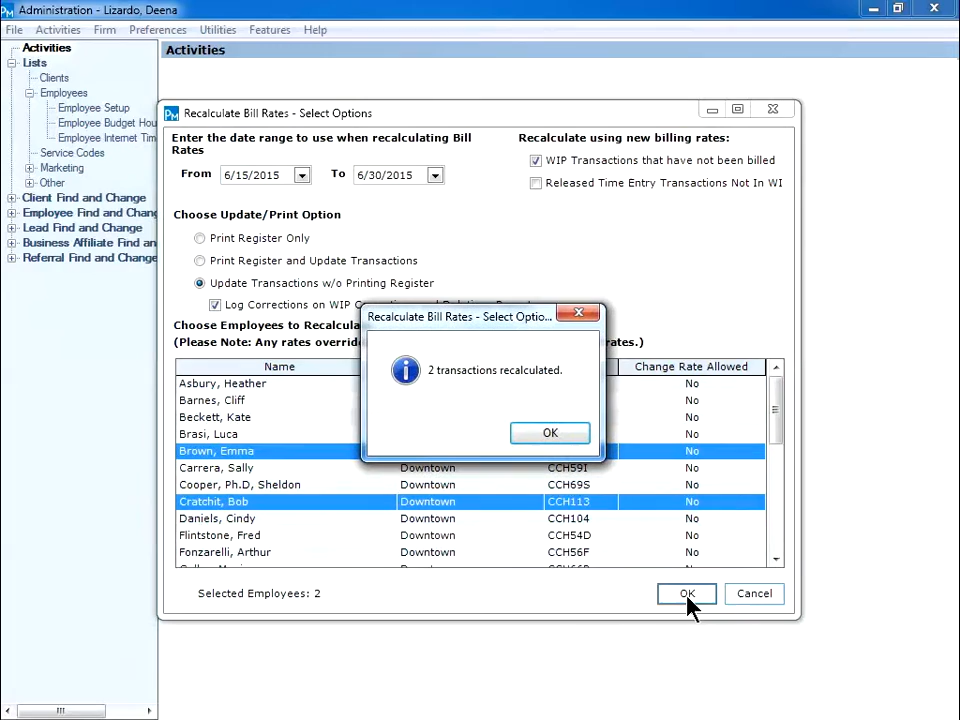 Administration - Lizardo, Deena
File Activities Firm Preferences Utilities Features Help
Activities
Lists
Clients
Employees
Employee Setup
Employee Budget Hou
Employee Internet Tim
Service Codes
Marketing
Other
Client Find and Change
Employee Find and Chang
Lead Find and Change
Business Affiliate Find an
Referral Find and Change
Activities
Recalculate Bill Rates - Select Options
Enter the date range to use when recalculating Bill
Rates
From 6/15/2015 To 6/30/2015
Recalculate using new billing rates:
WIP Transactions that have not been billed
Released Time Entry Transactions Not In WI
Choose Update/Print Option
Print Register Only
Print Register and Update Transactions
Update Transactions w/o Printing Register
Log Corrections on WIP
Choose Employees to Recalcula
(Please Note: Any rates overrid rates.)
Name Change Rate Allowed
Asbury, Heather No
Barnes, Cliff No
Beckett, Kate No
Brasi, Luca No
Brown, Emma No
Carrera, Sally Downtown CCH59I No
Cooper, Ph.D, Sheldon Downtown CCH69S No
Cratchit, Bob Downtown CCH113 No
Daniels, Cindy Downtown CCH104 No
Flintstone, Fred Downtown CCH54D No
Fonzarelli, Arthur Downtown CCH56F No
Selected Employees: 2
OK Cancel
Recalculate Bill Rates - Select Optio...
2 transactions recalculated.
OK